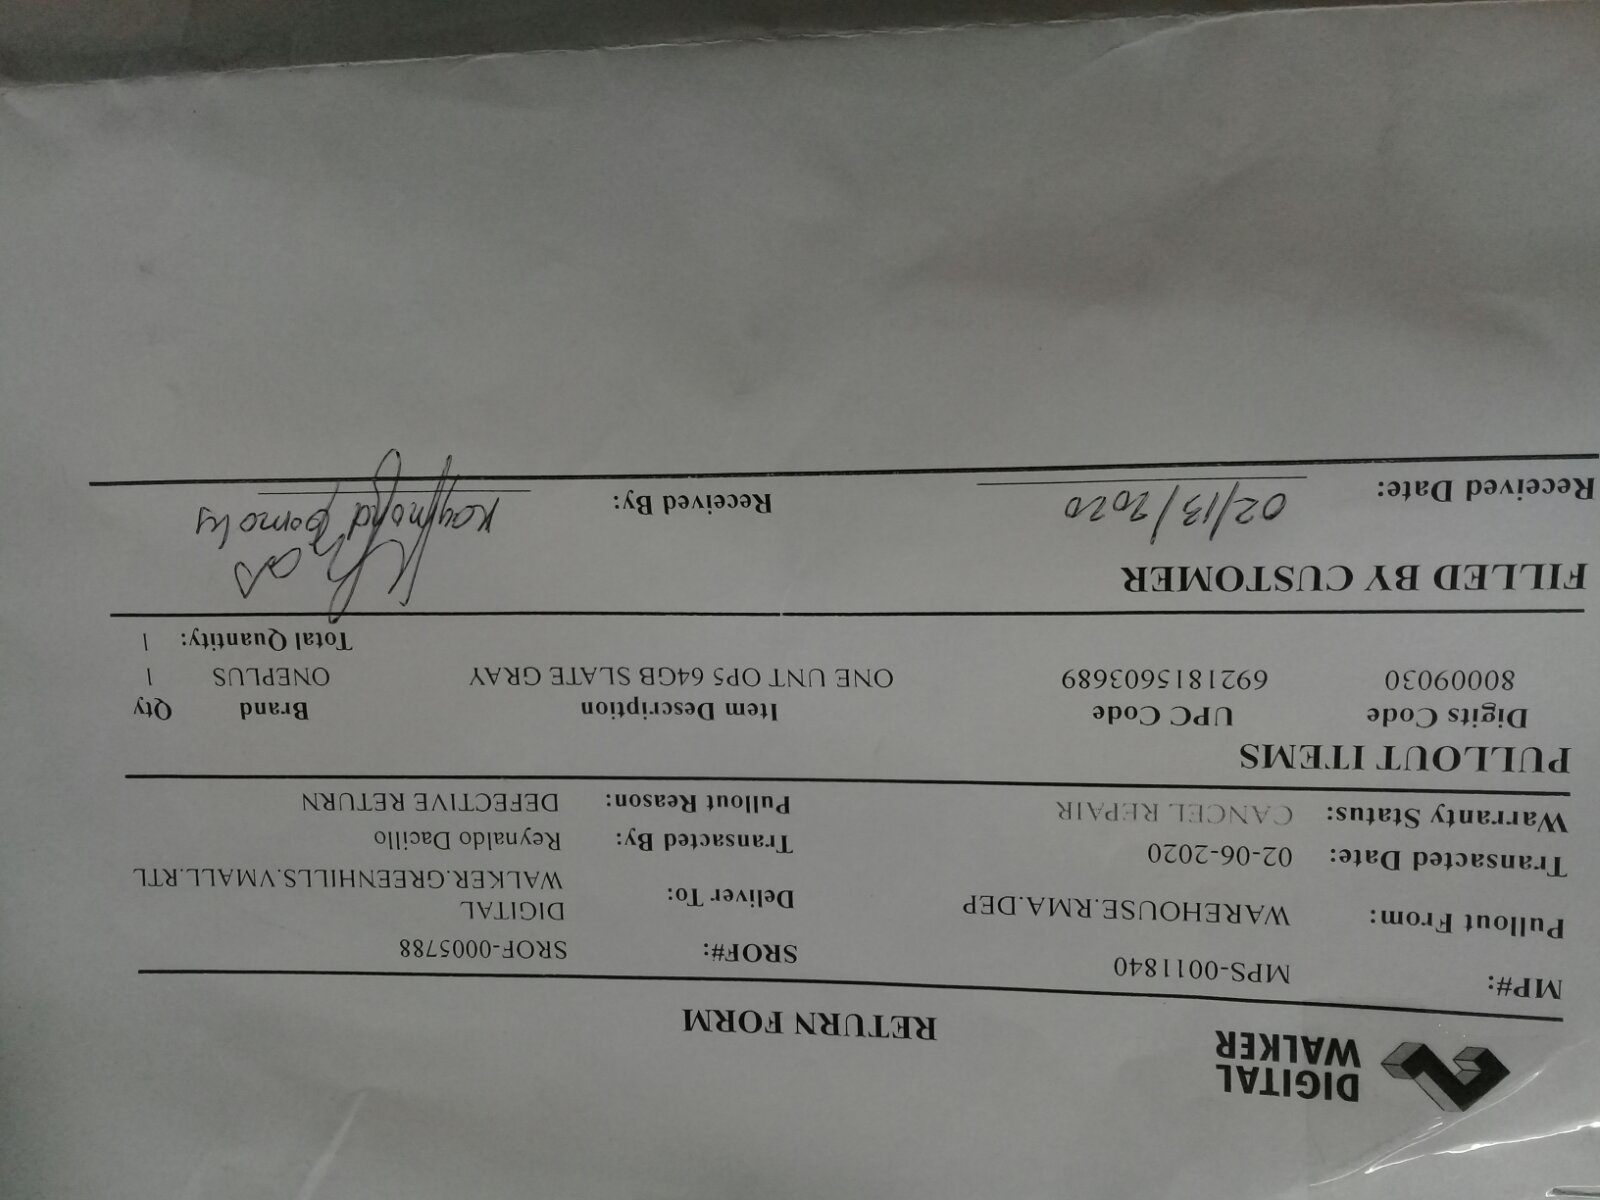 DIGITAL
WALKER
RETURN FORM
MP#: MPS-0011840 SROF#: SROF-0005788
Pullout From: WAREHOUSE.RMA.DEP Deliver To: DIGITAL
WALKER.GREENHILLS.VMALL.RTL
Transacted Date: 02-06-2020 Transacted By: Reynaldo Dacillo
Warranty Status: CANCEL REPAIR Pullout Reason: DEFECTIVE RETURN
PULLOUT ITEMS
Digits Code UPC Code Item Description Brand Qty
80009030 6921815603689 ONE UNT OP5 64GB SLATE GRAY ONEPLUS 1
Total Quantity: 1
FILLED BY CUSTOMER
Received Date: 02/13/2020 Received By: Raymond